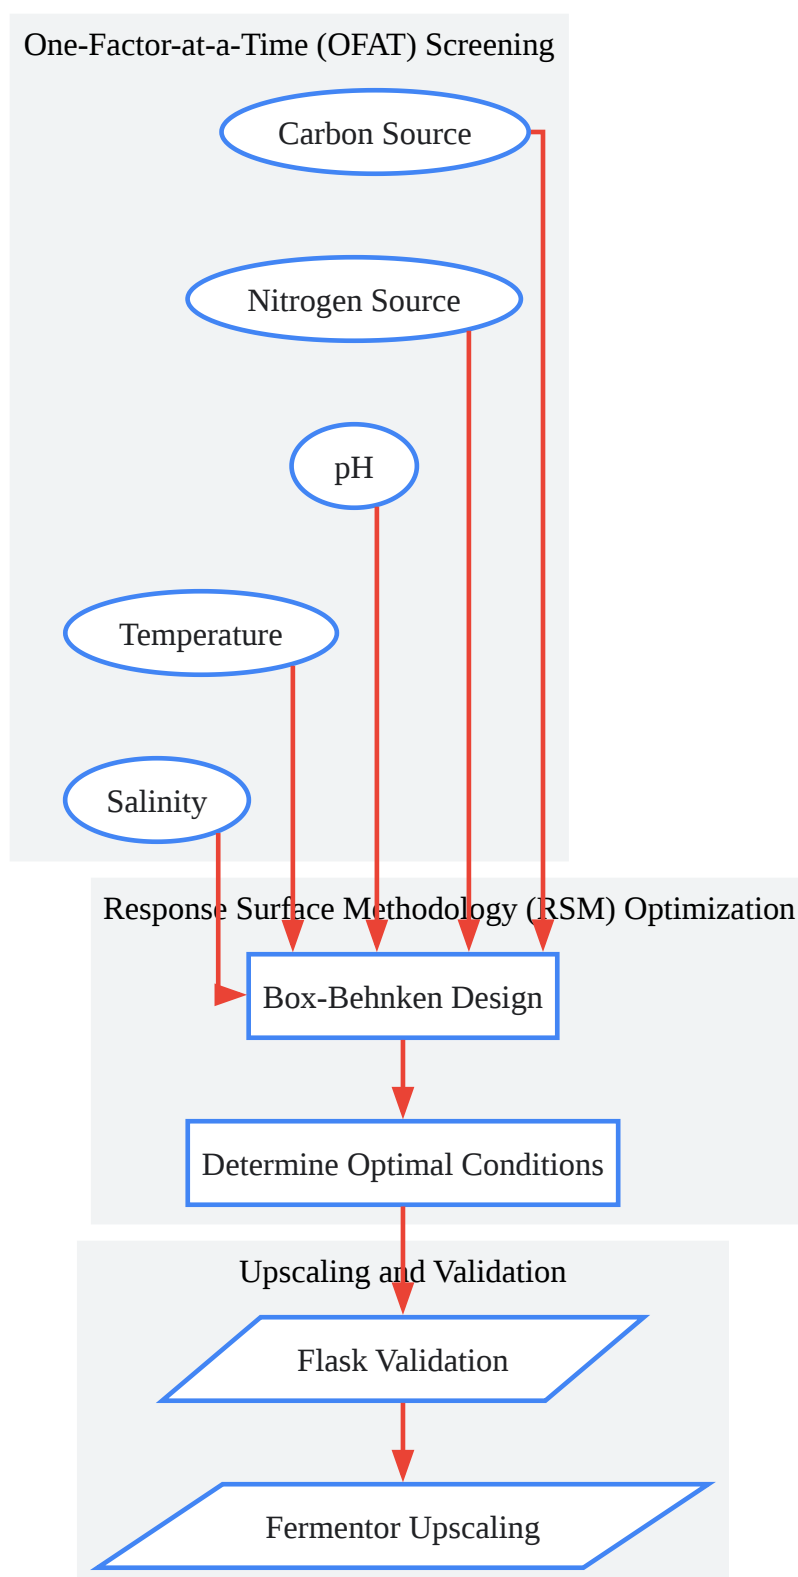 One-Factor-at-a-Time (OFAT) Screening
Carbon Source
Nitrogen Source
pH
Temperature
Salinity
Response Surface Methodology (RSM) Optimization
Box-Behnken Design
Determine Optimal Conditions
Upscaling and Validation
Flask Validation
Fermentor Upscaling